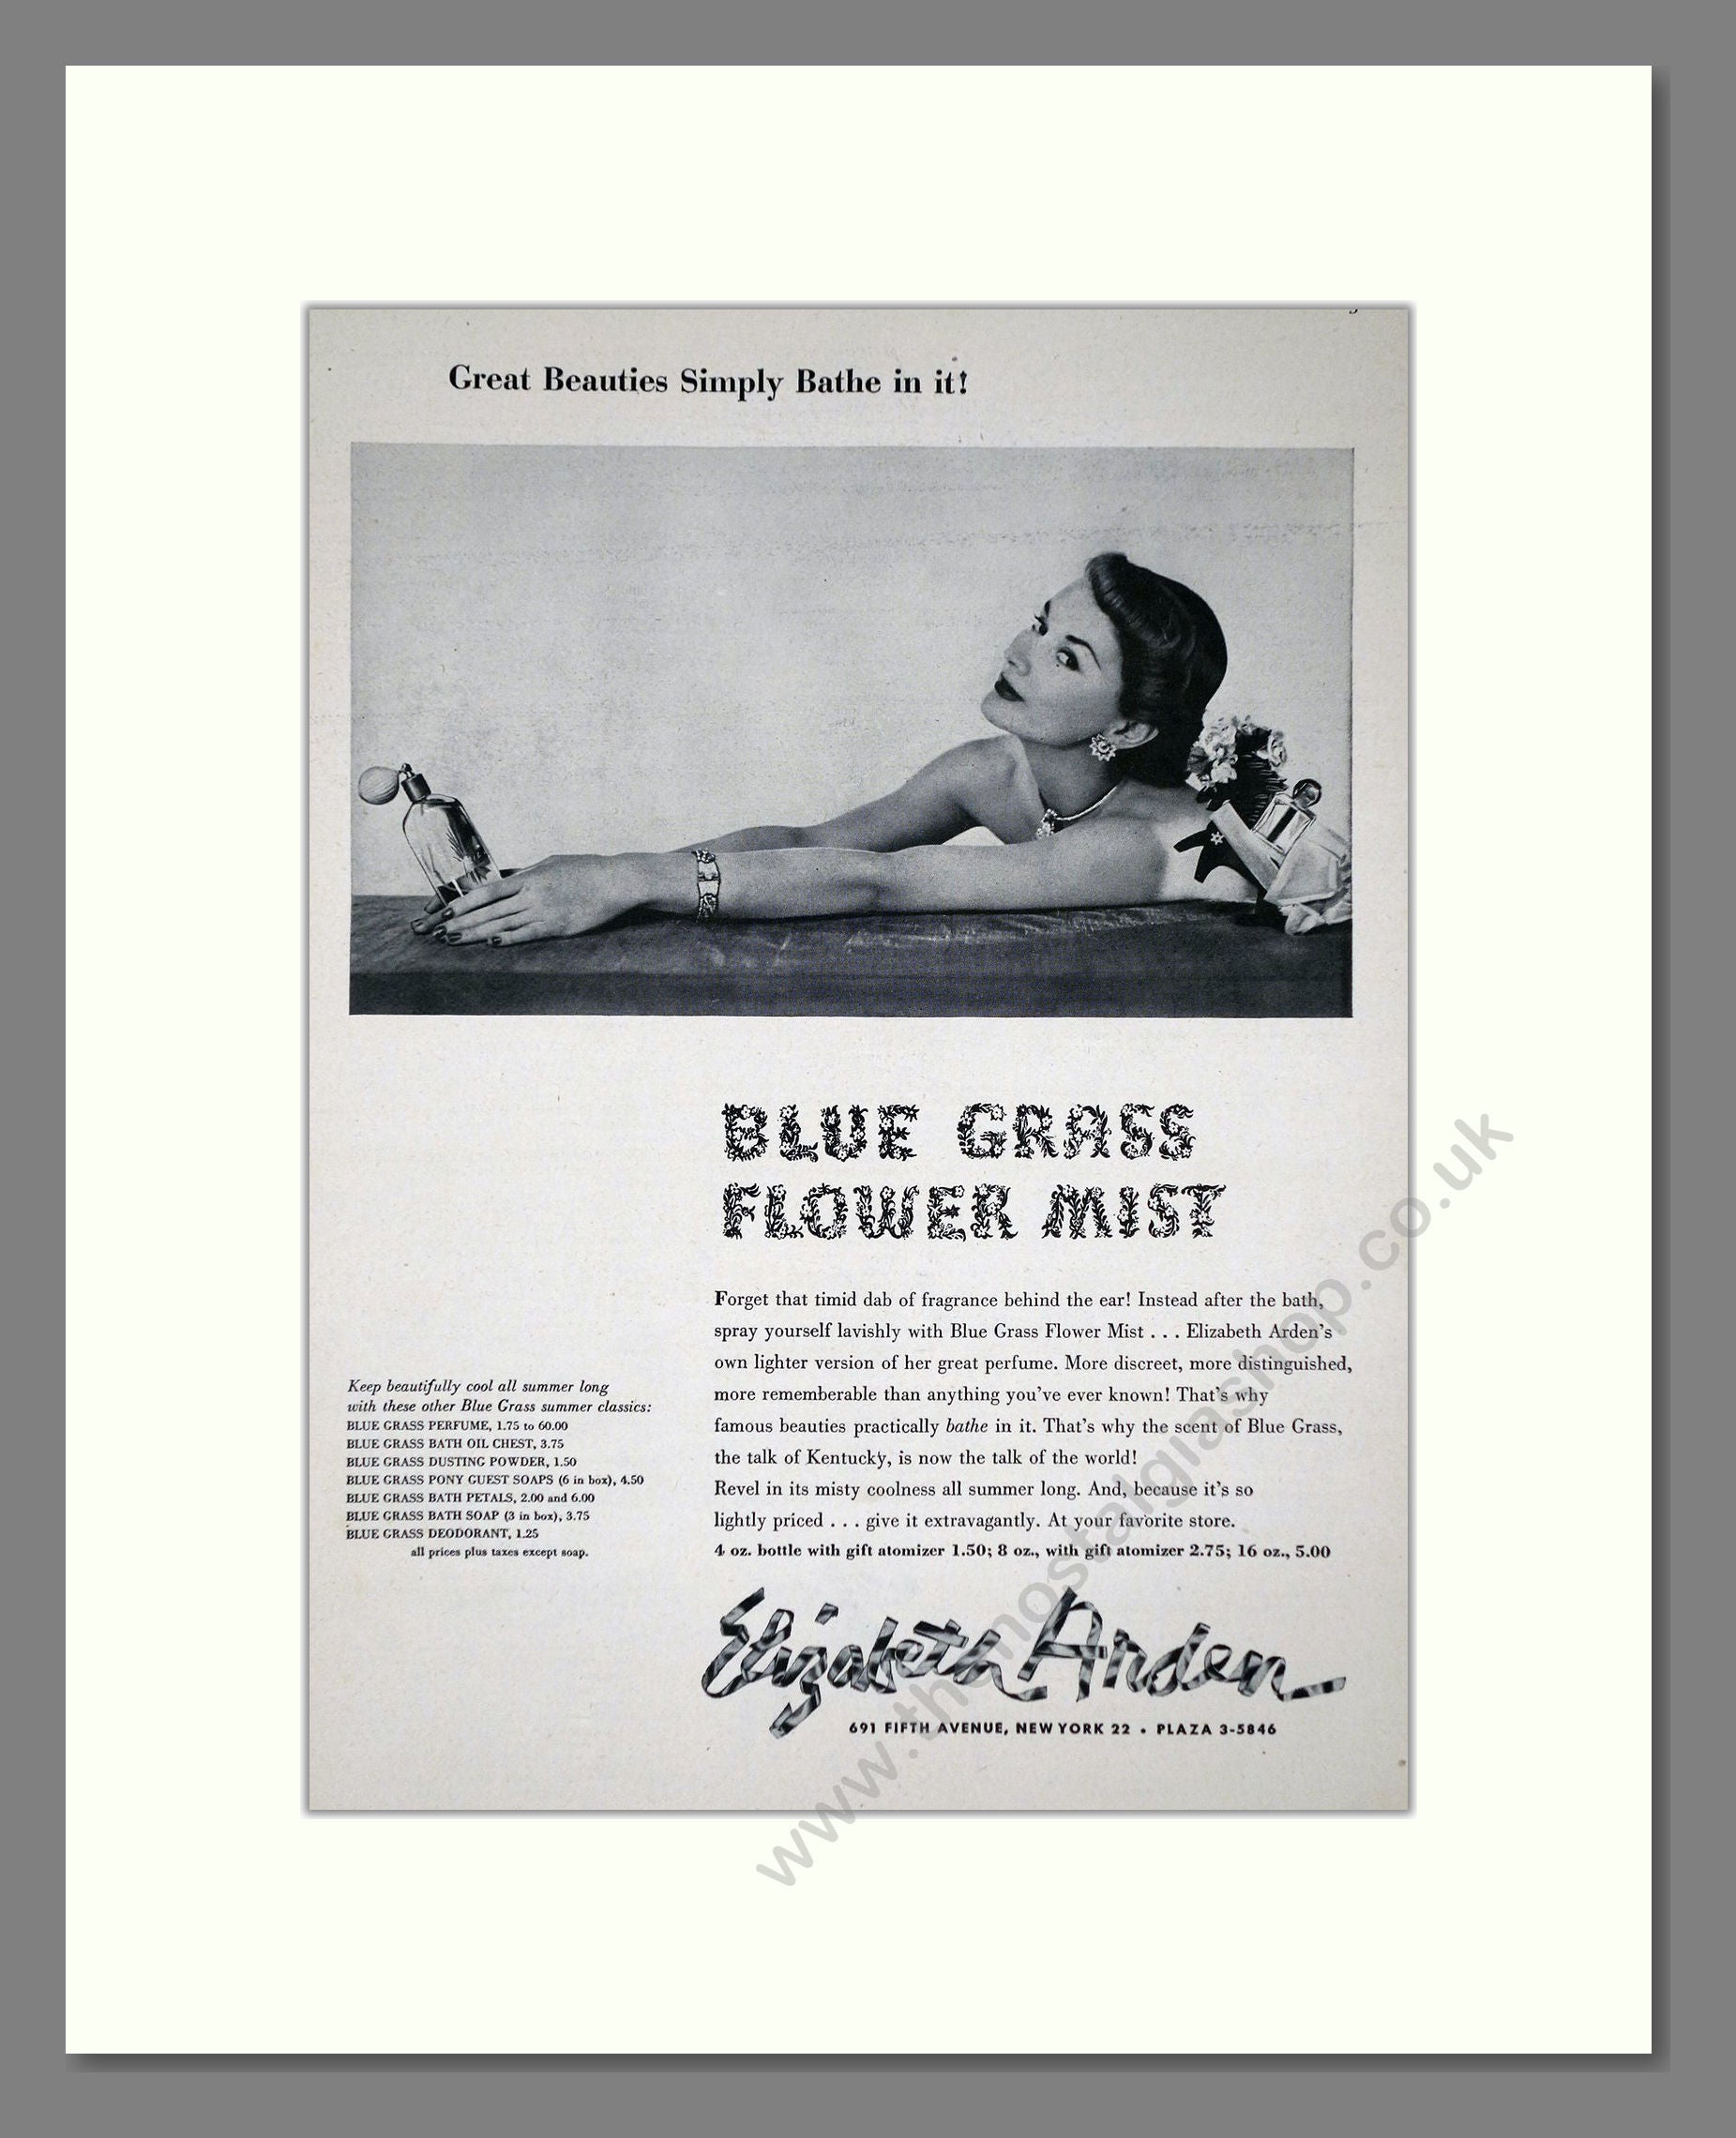 Great Beauties Simply Bathe in it!
BLUE GRASS
FLOWER MIST
Forget that timid dab of fragrance behind the ear! Instead after the bath,
spray yourself lavishly with Blue Grass Flower Mist . . . Elizabeth Arden's
own lighter version of her great perfume. More discreet, more distinguished,
more rememberable than anything you've ever known! That's why
famous beauties practically bathe in it. That's why the scent of Blue Grass,
the talk of Kentucky, is now the talk of the world!
Revel in its misty coolness all summer long. And, because it's so
lightly priced . . . give it extravagantly. At your favorite store.
4 oz. bottle with gift atomizer 1.50; 8 oz., with gift atomizer 2.75; 16 oz., 5.00
Keep beautifully cool all summer long
with these other Blue Grass summer classics:
BLUE GRASS PERFUME, 1.75 to 60.00
BLUE GRASS BATH OIL CHEST, 3.75
BLUE GRASS DUSTING POWDER, 1.50
BLUE GRASS PONY GUEST SOAPS (6 in box), 4.50
BLUE GRASS BATH PETALS, 2.00 and 6.00
BLUE GRASS BATH SOAP (3 in box), 3.75
BLUE GRASS DEODORANT, 1.25
all prices plus taxes except soap.
Elizabeth Arden
691 FIFTH AVENUE, NEW YORK 22 • PLAZA 3-5846
www.thenostalgiashop.co.uk